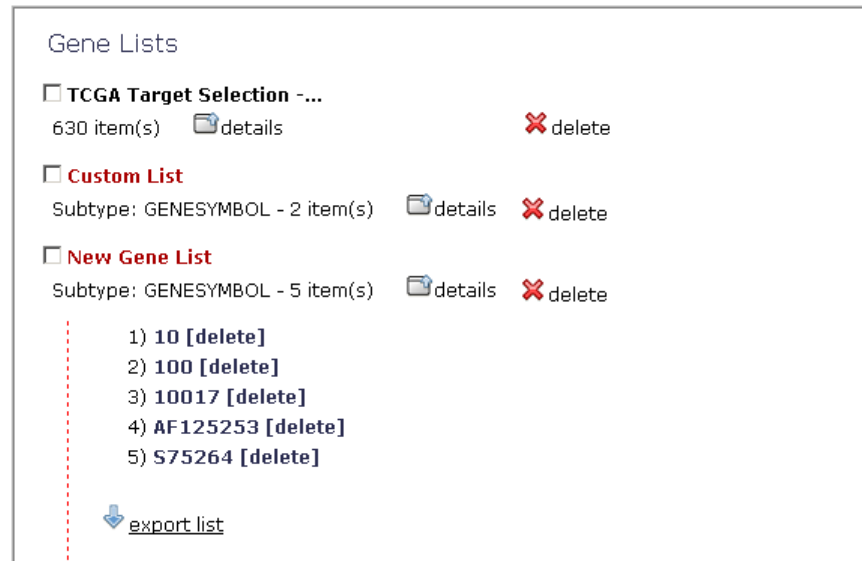 Gene Lists
TCGA Target Selection -...
630 item(s) details delete
Custom List
Subtype: GENESYMBOL - 2 item(s) details delete
New Gene List
Subtype: GENESYMBOL - 5 item(s) details delete
1) 10 [delete]
2) 100 [delete]
3) 10017 [delete]
4) AF125253 [delete]
5) S75264 [delete]
export list